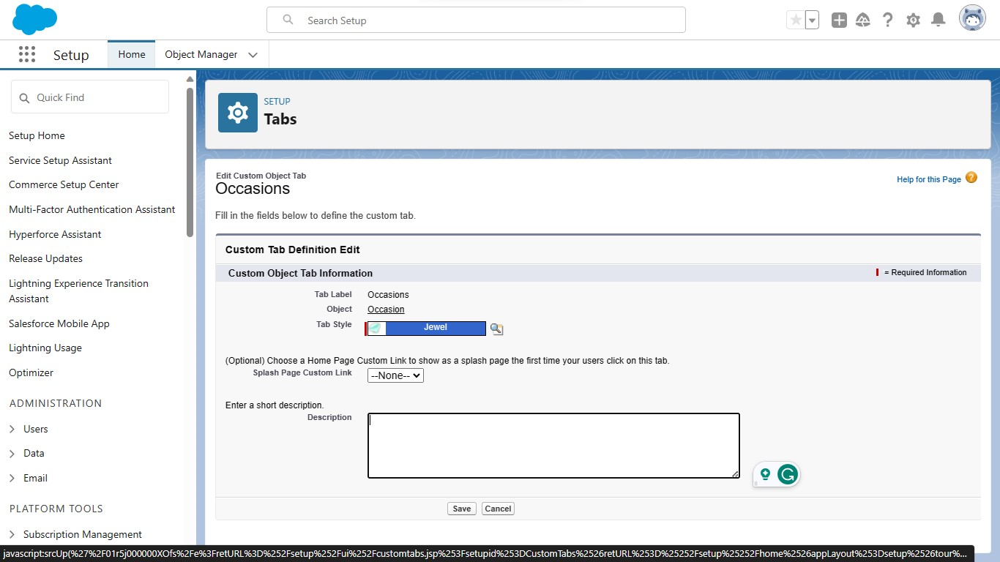 Search Setup
Setup
Home
Object Manager
Quick Find
Setup Home
Service Setup Assistant
Commerce Setup Center
Multi-Factor Authentication Assistant
Hyperforce Assistant
Release Updates
Lightning Experience Transition
Assistant
Salesforce Mobile App
Lightning Usage
Optimizer
ADMINISTRATION
Users
Data
Email
PLATFORM TOOLS
Subscription Management
SETUP
Tabs
Edit Custom Object Tab
Occasions
Help for this Page
Fill in the fields below to define the custom tab.
Custom Tab Definition Edit
Custom Object Tab Information
= Required Information
Tab Label Occasions
Object Occasion
Tab Style Jewel
(Optional) Choose a Home Page Custom Link to show as a splash page the first time your users click on this tab.
Splash Page Custom Link --None--
Enter a short description.
Description
Save Cancel
javascript:srcUp(%27%2F01r5j000000XOfs%2Fe%3FretURL%3D%252Fsetup%252Fui%252Fcustomtabs.jsp%253Fsetupid%253DCustomTabs%2526retURL%253D%25252Fsetup%25252Fhome%2526appLayout%253Dsetup%2526tour%...